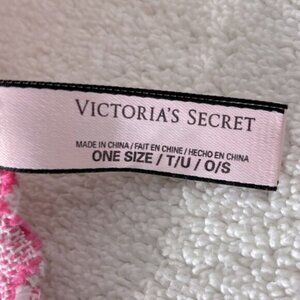 VICTORIA'S SECRET
MADE IN CHINA / FAIT EN CHINE / HECHO EN CHINA
ONE SIZE / T/U / O/S